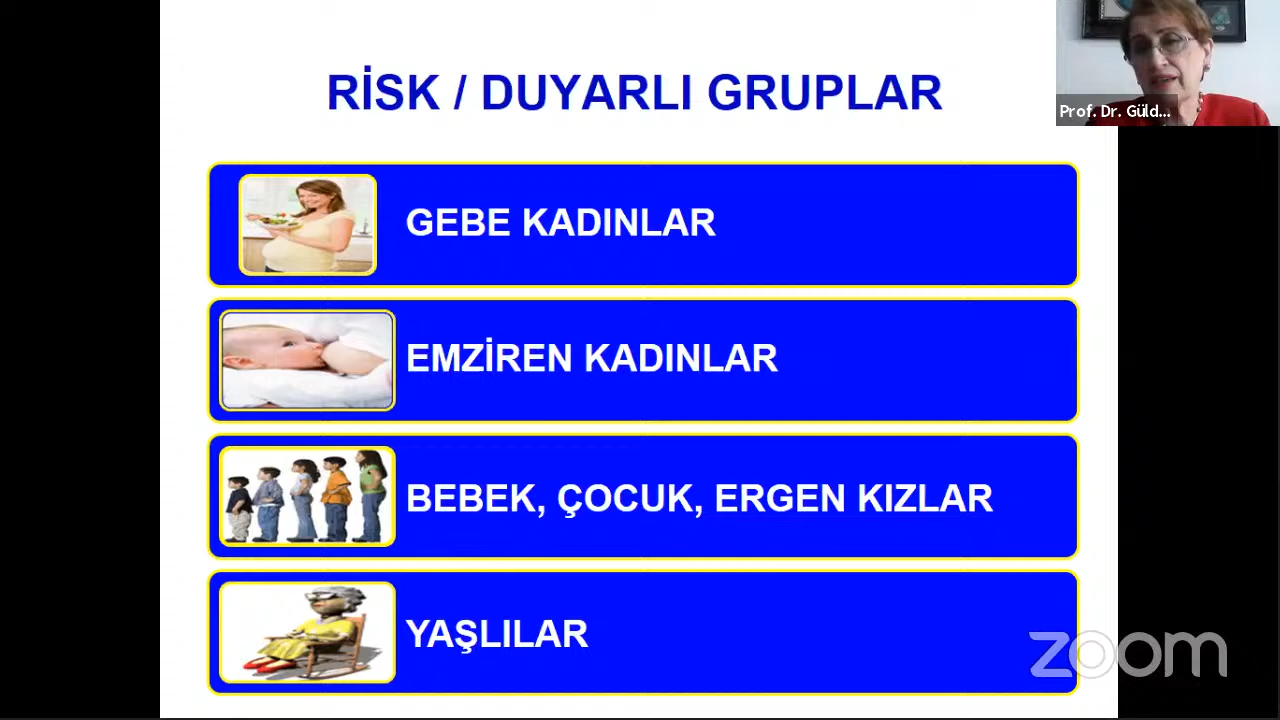 RİSK / DUYARLI GRUPLAR
Prof. Dr. Güld...
GEBE KADINLAR
EMZİREN KADINLAR
BEBEK, ÇOCUK, ERGEN KIZLAR
YAŞLILAR
zoom